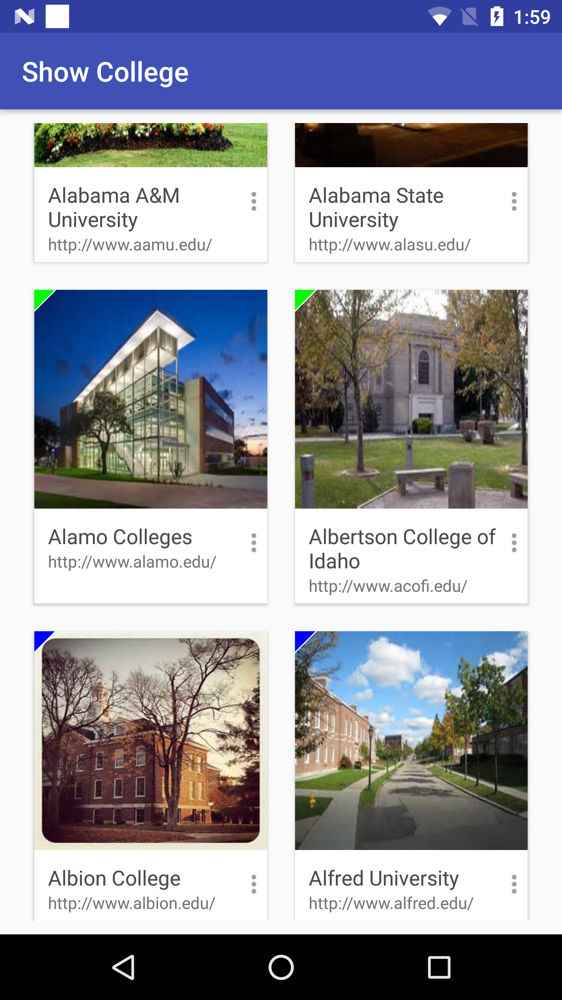 1:59
Show College
Alabama A&M
University
http://www.aamu.edu/
Alabama State
University
http://www.alasu.edu/
Alamo Colleges
http://www.alamo.edu/
Albertson College of
Idaho
http://www.acofi.edu/
Albion College
http://www.albion.edu/
Alfred University
http://www.alfred.edu/